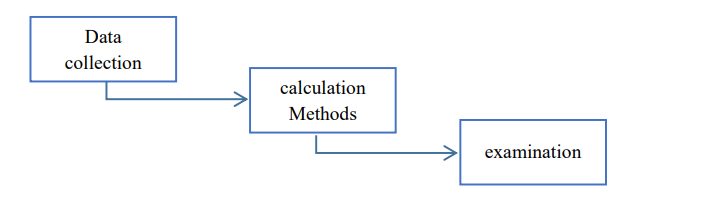 Data
collection
calculation
Methods
examination